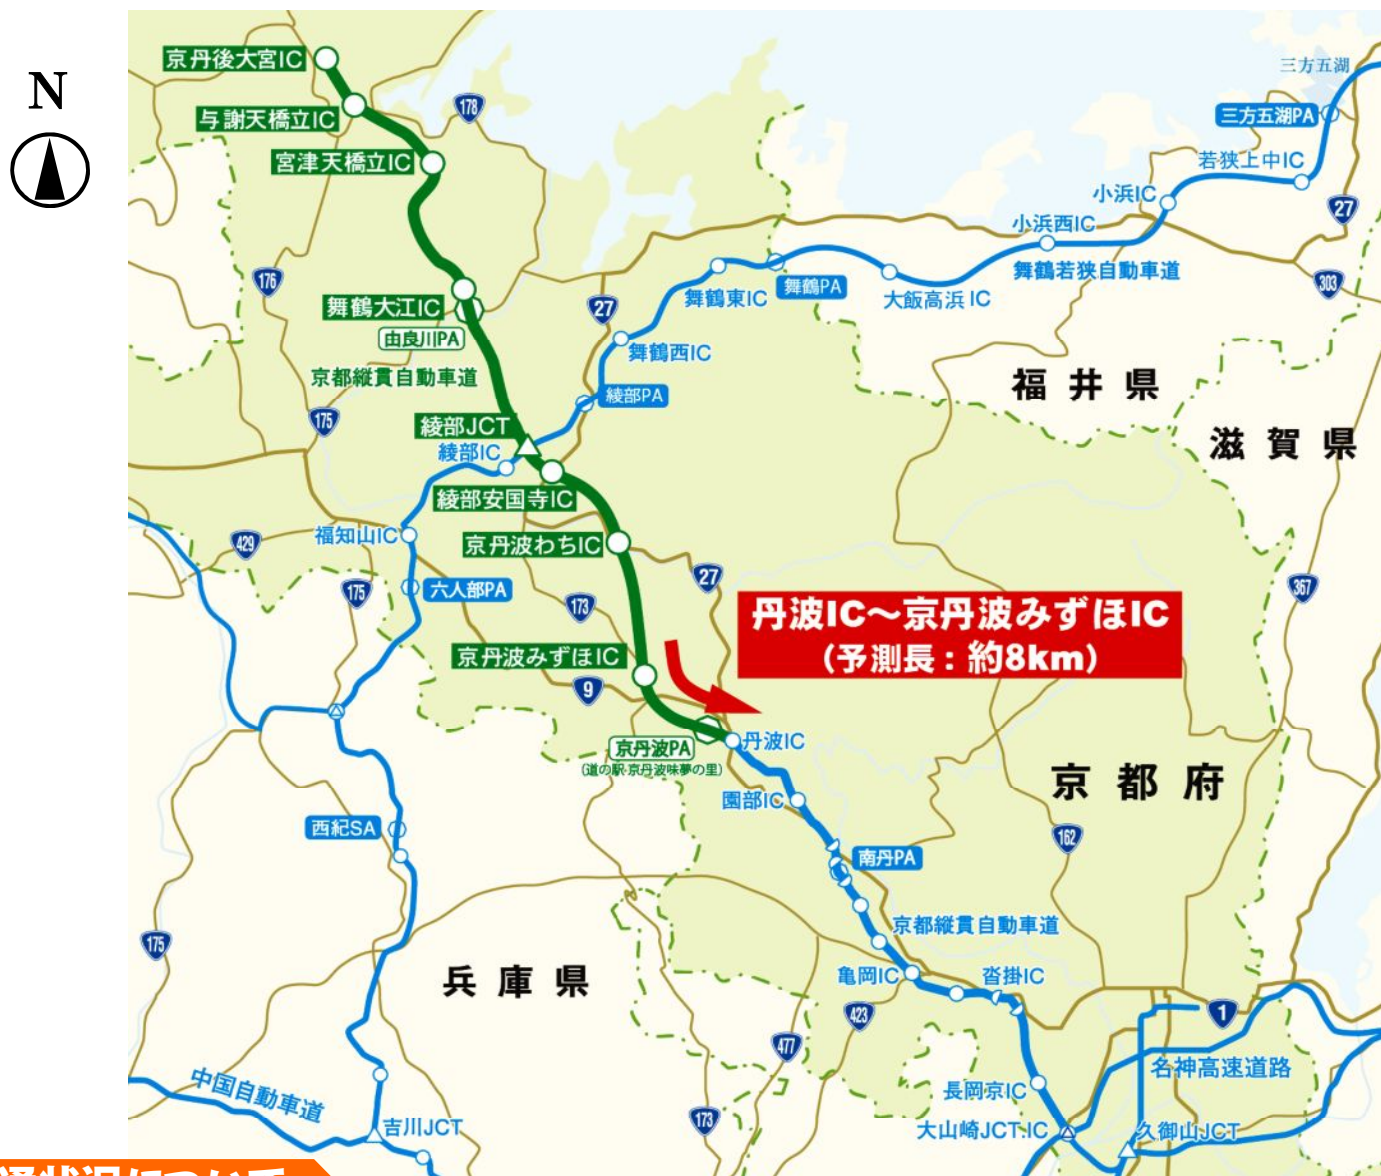 N
京丹後大宮IC
与謝天橋立IC
宮津天橋立IC
178
三方五湖
三方五湖PA
若狭上中IC
小浜IC
27
小浜西IC
舞鶴若狭自動車道
303
大飯高浜IC
舞鶴PA
舞鶴東IC
176
舞鶴大江IC
由良川PA
27
舞鶴西IC
京都縦貫自動車道
175
綾部PA
綾部JCT
綾部IC
綾部安国寺IC
福井県
滋賀県
福知山IC
京丹波わちIC
429
175
六人部PA
173
27
367
丹波IC〜京丹波みずほIC
(予測長:約8km)
京丹波みずほIC
9
京丹波PA
(道の駅 京丹波味夢の里)
丹波IC
園部IC
京都府
西紀SA
南丹PA
162
175
京都縦貫自動車道
兵庫県
亀岡IC
沓掛IC
423
1
477
名神高速道路
中国自動車道
吉川JCT
173
長岡京IC
大山崎JCT.IC
久御山JCT
通状況について